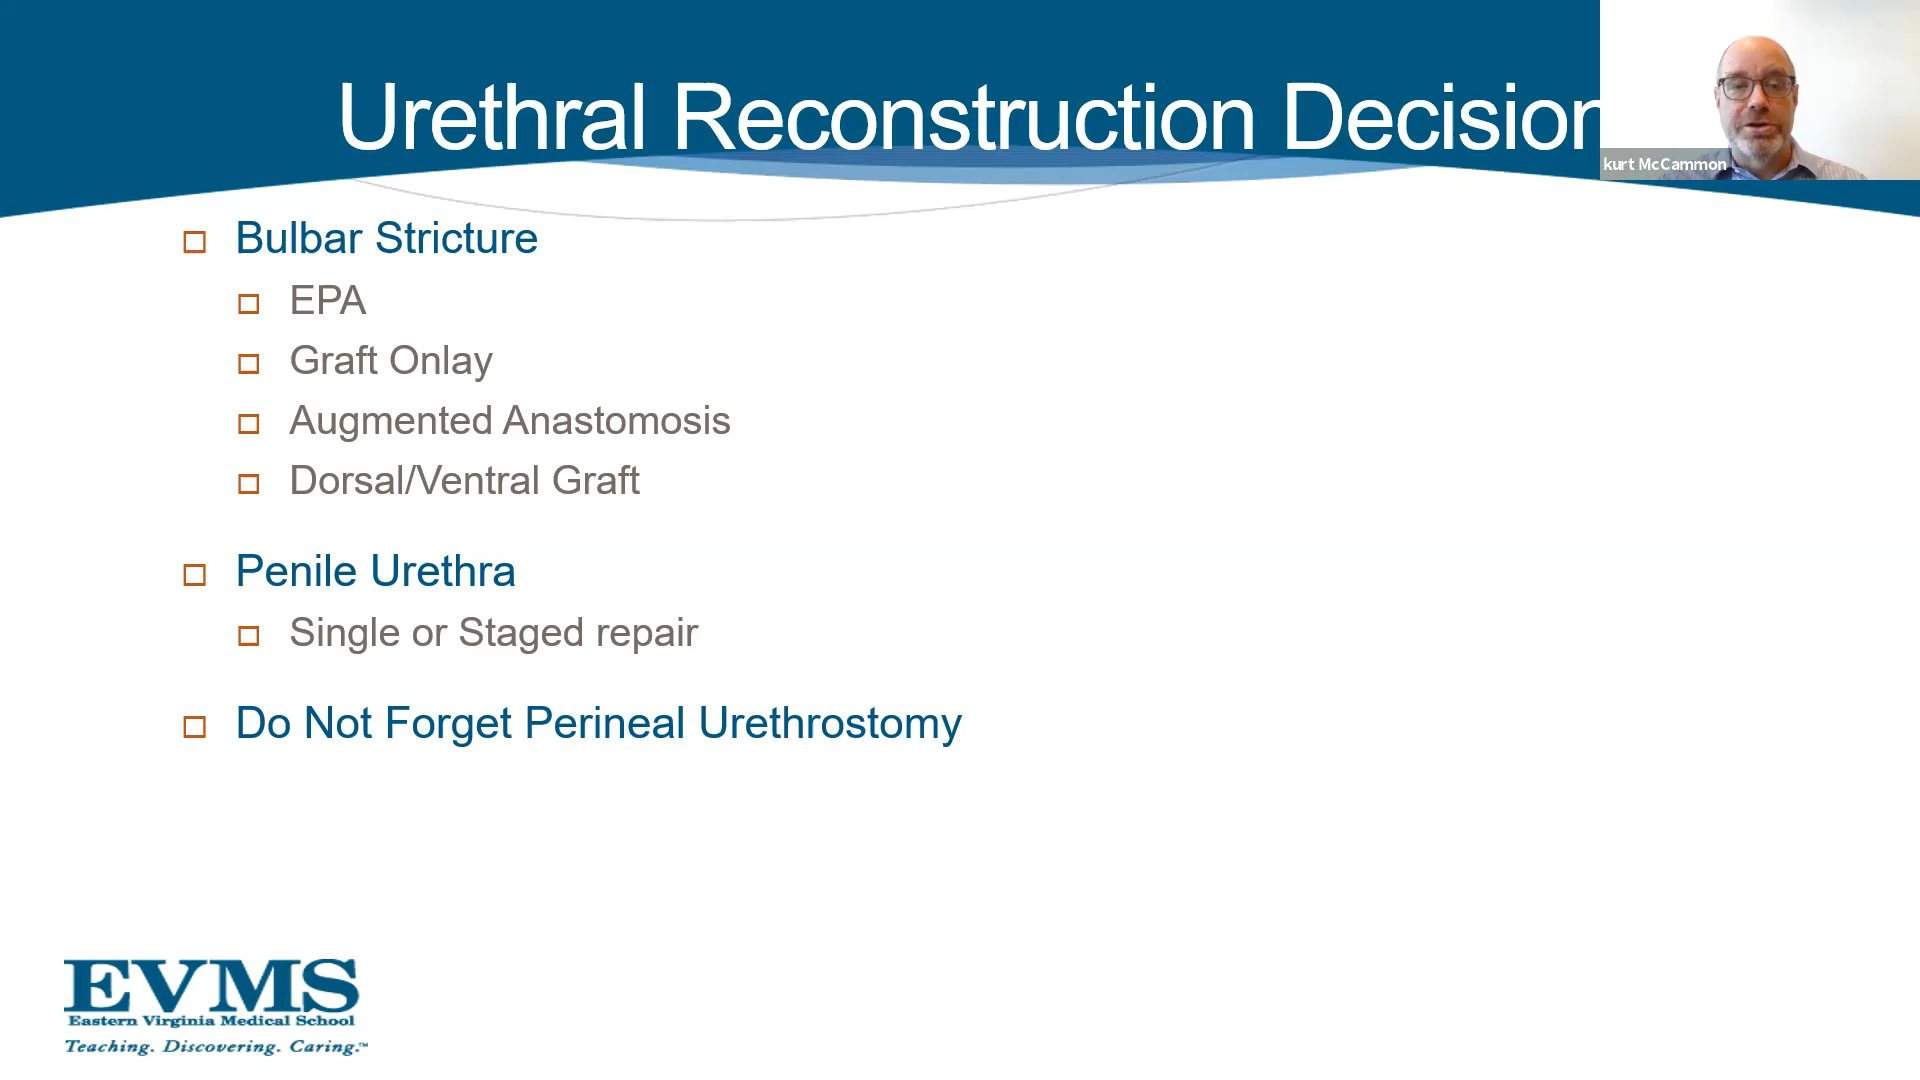 Urethral Reconstruction Decision
kurt McCammon
Bulbar Stricture
EPA
Graft Onlay
Augmented Anastomosis
Dorsal/Ventral Graft
Penile Urethra
Single or Staged repair
Do Not Forget Perineal Urethrostomy
EVMS
Eastern Virginia Medical School
Teaching. Discovering. Caring.™